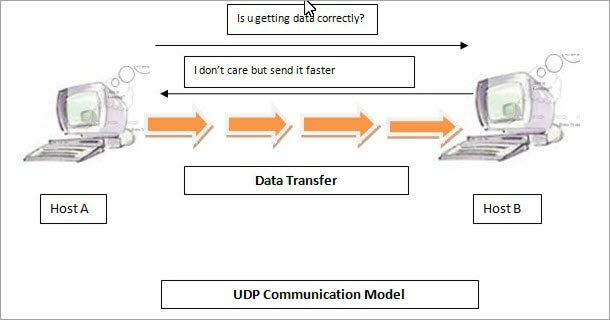 Is u getting data correctly?
I don't care but send it faster
Data Transfer
Host A
Host B
UDP Communication Model